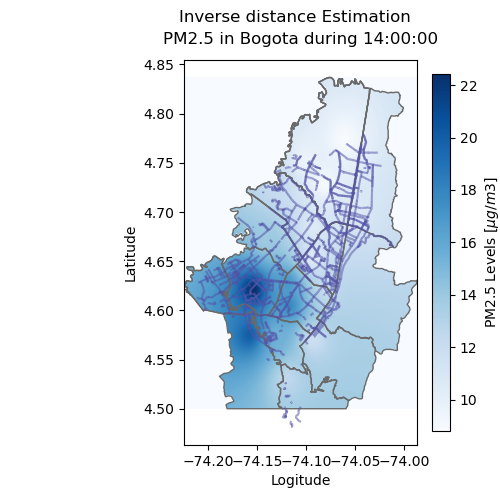 Inverse distance Estimation
PM2.5 in Bogota during 14:00:00
4.85
4.80
4.75
4.70
4.65
4.60
4.55
4.50
Latitude
−74.20 −74.15 −74.10 −74.05 −74.00
Logitude
22
20
18
16
14
12
10
PM2.5 Levels [μg/m3]